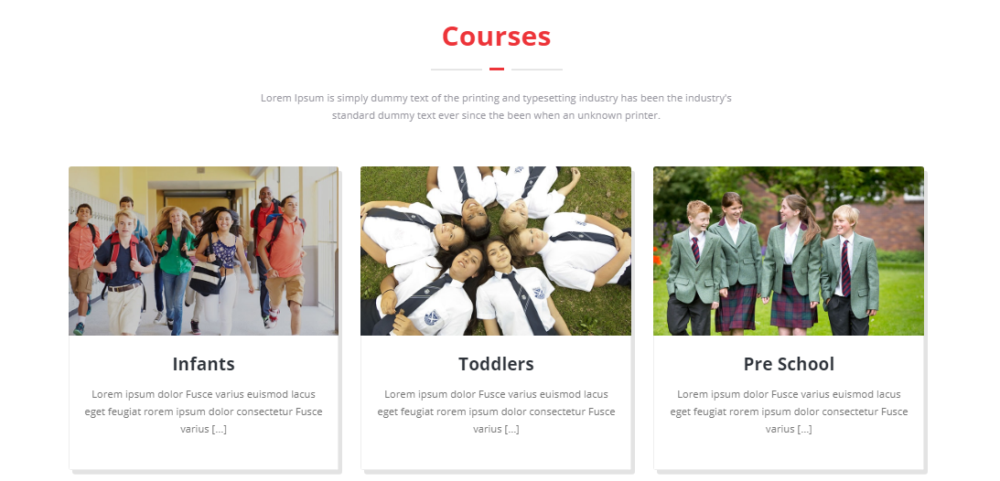 Courses
Lorem Ipsum is simply dummy text of the printing and typesetting industry has been the industry's
standard dummy text ever since the been when an unknown printer.
Infants
Lorem ipsum dolor Fusce varius euismod lacus
eget feugiat rorem ipsum dolor consectetur Fusce
varius [...]
Toddlers
Lorem ipsum dolor Fusce varius euismod lacus
eget feugiat rorem ipsum dolor consectetur Fusce
varius [...]
Pre School
Lorem ipsum dolor Fusce varius euismod lacus
eget feugiat rorem ipsum dolor consectetur Fusce
varius [...]